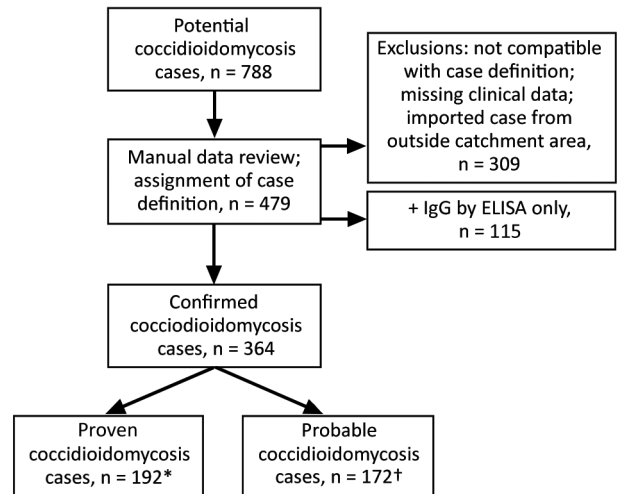 Potential
coccidioidomycosis
cases, n = 788
Exclusions: not compatible
with case definition;
missing clinical data;
imported case from
outside catchment area,
n = 309
Manual data review;
assignment of case
definition, n = 479
+ IgG by ELISA only,
n = 115
Confirmed
cocciodioidomycosis
cases, n = 364
Proven
coccidioidomycosis
cases, n = 192*
Probable
coccidioidomycosis
cases, n = 172†